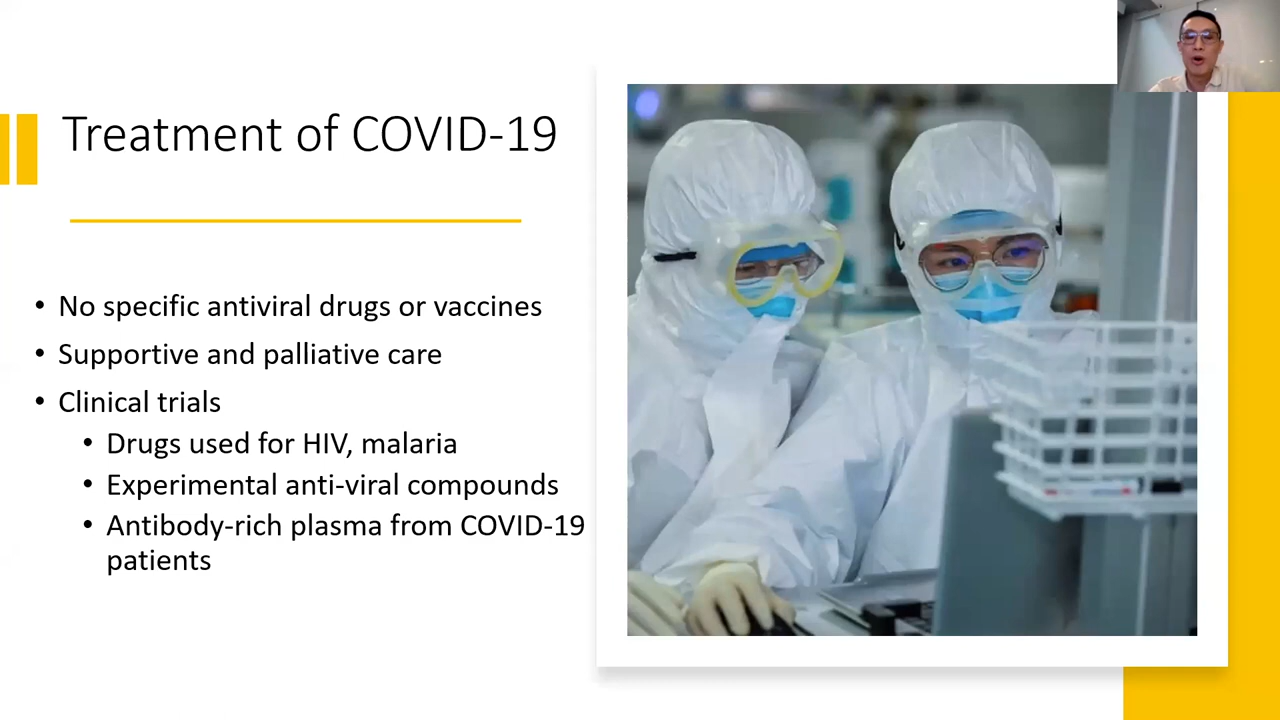 Treatment of COVID-19
• No specific antiviral drugs or vaccines
• Supportive and palliative care
• Clinical trials
• Drugs used for HIV, malaria
• Experimental anti-viral compounds
• Antibody-rich plasma from COVID-19
patients